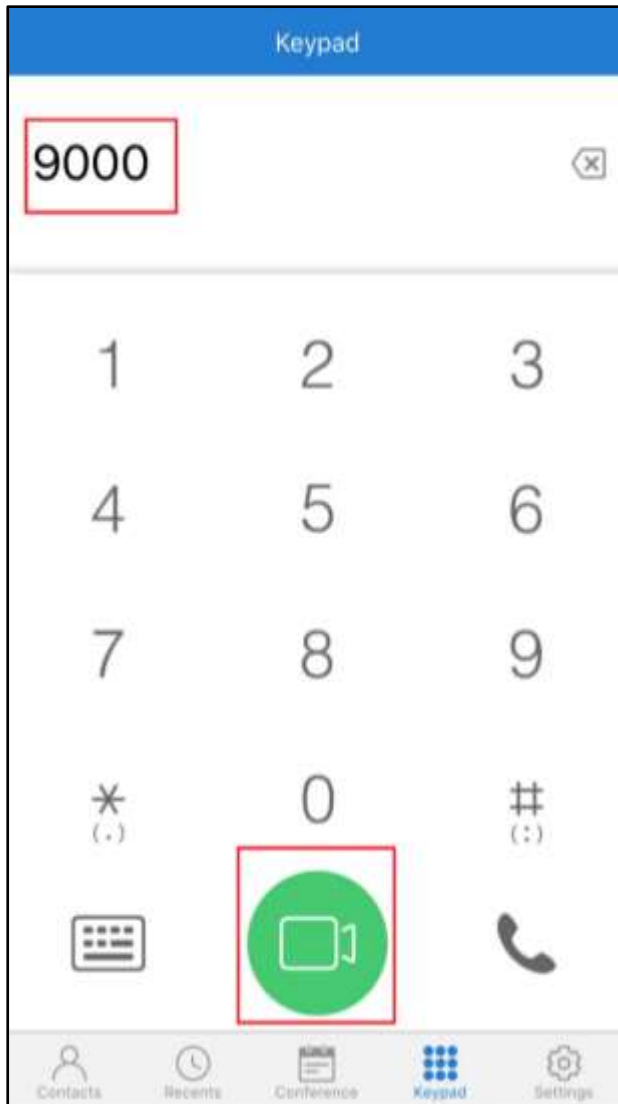 Keypad
9000
1 2 3
4 5 6
7 8 9
* 0 #
(.) (:)
Contacts Recents Conference Keypad Settings